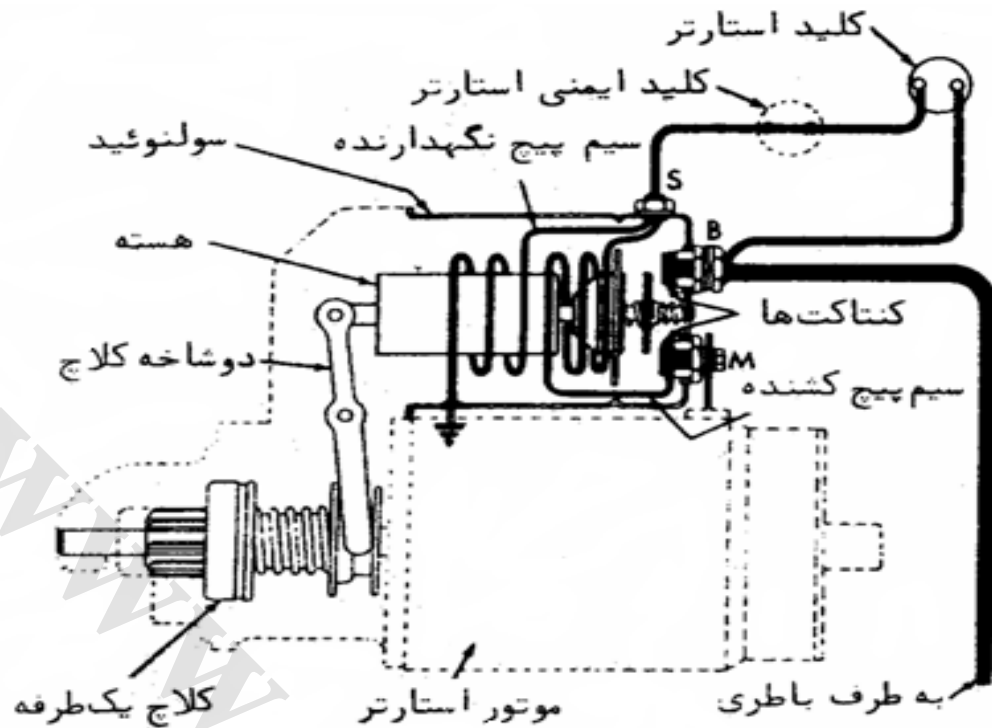 کلید استارتر
کلید ایمنی استارتر
سیم پیچ نگهدارنده
سولنوئید
S
B
هسته
کنتاکت‌ها
دوشاخه کلاچ
M
سیم پیچ کشنده
کلاچ یک‌طرفه
موتور استارتر
به طرف باطری
www